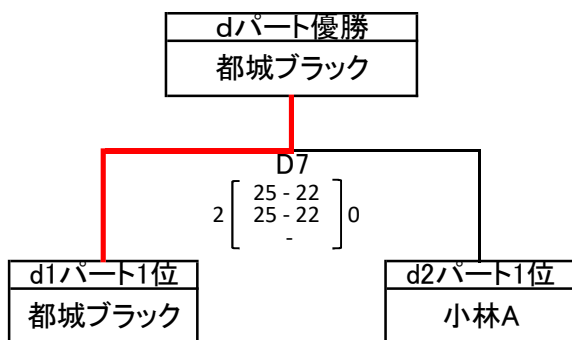 dパート優勝
都城ブラック
D7
25 - 22
2 25 - 22 0
-
d1パート1位 d2パート1位
都城ブラック 小林A